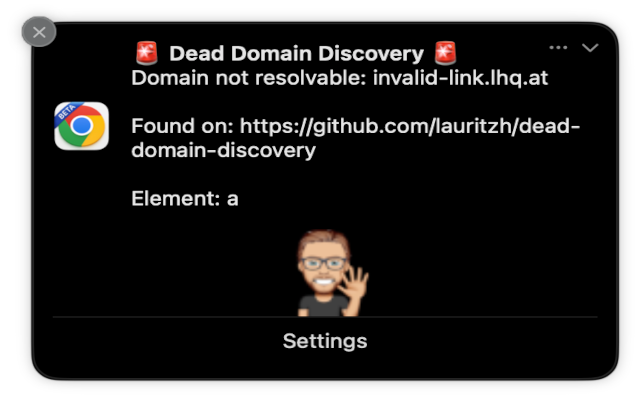 🚨 Dead Domain Discovery 🚨
Domain not resolvable: invalid-link.lhq.at
BETA
Found on: https://github.com/lauritzh/dead-
domain-discovery
Element: a
Settings